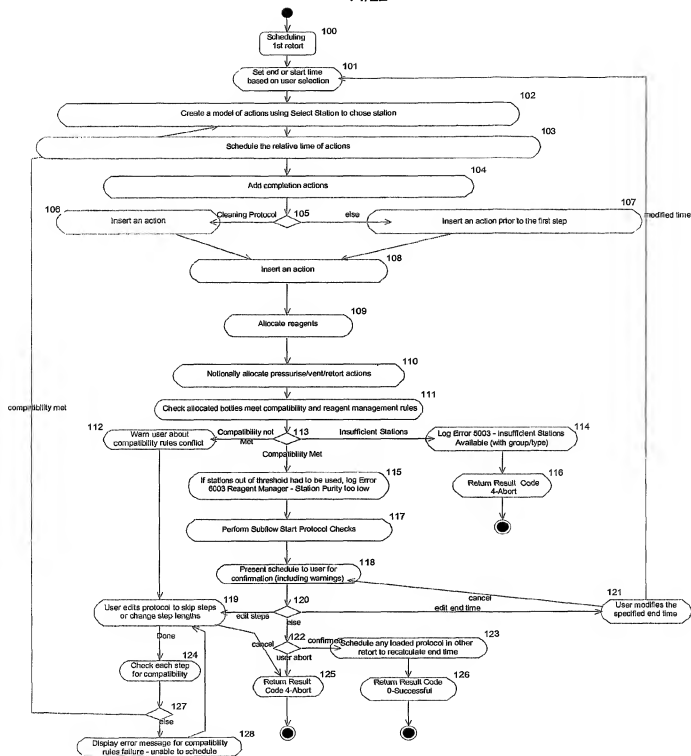 100
Scheduling
1st retort
101
Set end or start time
based on user selection
102
Create a model of actions using Select Station to chose station
103
Schedule the relative time of actions
104
Add completion actions
106
Insert an action
Cleaning Protocol
105
else
107
Insert an action prior to the first step
modified time
Insert an action
108
109
Allocate reagents
110
Notionally allocate pressurise/vent/retort actions
111
Check allocated bottles meet compatibility and reagent management rules
compatibility met
112
Warn user about
compatibility rules conflict
Compatibility not
Met
113
Insufficient Stations
114
Log Error 6003 - Insufficient Stations
Available (with group/type)
Compatibility Met
115
If stations out of threshold had to be used, log Error
6003 Reagent Manager - Station Purity too low
116
Return Result Code
4-Abort
117
Perform Subflow Start Protocol Checks
118
Present schedule to user for
confirmation (including warnings)
cancel
119
User edits protocol to skip steps
or change step lengths
edit steps
120
else
edit end time
121
User modifies the
specified end time
Done
cancel
122
confirmed
user abort
123
Schedule any loaded protocol in other
retort to recalculate end time
124
Check each step
for compatibility
125
Return Result
Code 4-Abort
126
Return Result Code
0-Successful
127
else
128
Display error message for compatibility
rules failure - unable to schedule